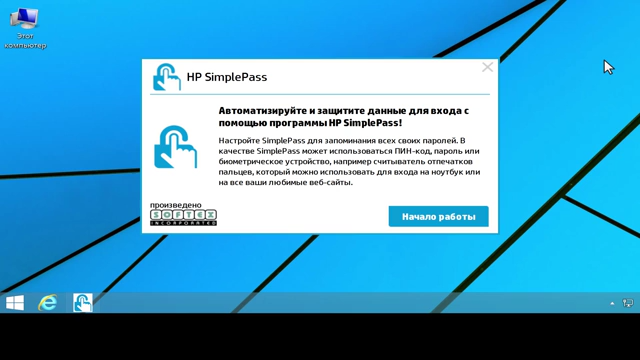 Этот
компьютер
HP SimplePass
Автоматизируйте и защитите данные для входа с
помощью программы HP SimplePass!
Настройте SimplePass для запоминания всех своих паролей. В
качестве SimplePass может использоваться ПИН-код, пароль или
биометрическое устройство, например считыватель отпечатков
пальцев, который можно использовать для входа на ноутбук или
на все ваши любимые веб-сайты.
произведено
SOFTEX
INCORPORATED
Начало работы